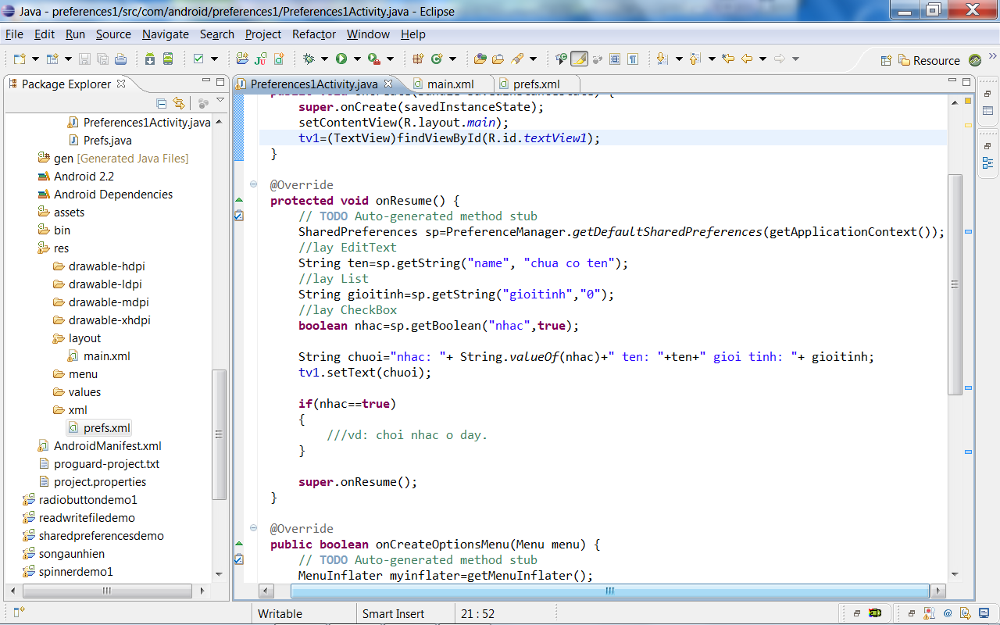 Java - preferences1/src/com/android/preferences1/Preferences1Activity.java - Eclipse
File Edit Run Source Navigate Search Project Refactor Window Help
Resource
Package Explorer
Preferences1Activity.java
Prefs.java
gen [Generated Java Files]
Android 2.2
Android Dependencies
assets
bin
res
drawable-hdpi
drawable-ldpi
drawable-mdpi
drawable-xhdpi
layout
main.xml
menu
values
xml
prefs.xml
AndroidManifest.xml
proguard-project.txt
project.properties
radiobuttondemo1
readwritefiledemo
sharedpreferencesdemo
songaunhien
spinnerdemo1
Preferences1Activity.java main.xml prefs.xml
public void onCreate(Bundle savedInstanceState) {
super.onCreate(savedInstanceState);
setContentView(R.layout.main);
tv1=(TextView)findViewById(R.id.textView1);
}
@Override
protected void onResume() {
// TODO Auto-generated method stub
SharedPreferences sp=PreferenceManager.getDefaultSharedPreferences(getApplicationContext());
//lay EditText
String ten=sp.getString("name", "chua co ten");
//lay List
String gioitinh=sp.getString("gioitinh","0");
//lay CheckBox
boolean nhac=sp.getBoolean("nhac",true);
String chuoi="nhac: "+ String.valueOf(nhac)+" ten: "+ten+" gioi tinh: "+ gioitinh;
tv1.setText(chuoi);
if(nhac==true)
{
///vd: choi nhac o day.
}
super.onResume();
}
@Override
public boolean onCreateOptionsMenu(Menu menu) {
// TODO Auto-generated method stub
MenuInflater myinflater=getMenuInflater();
Writable Smart Insert 21 : 52